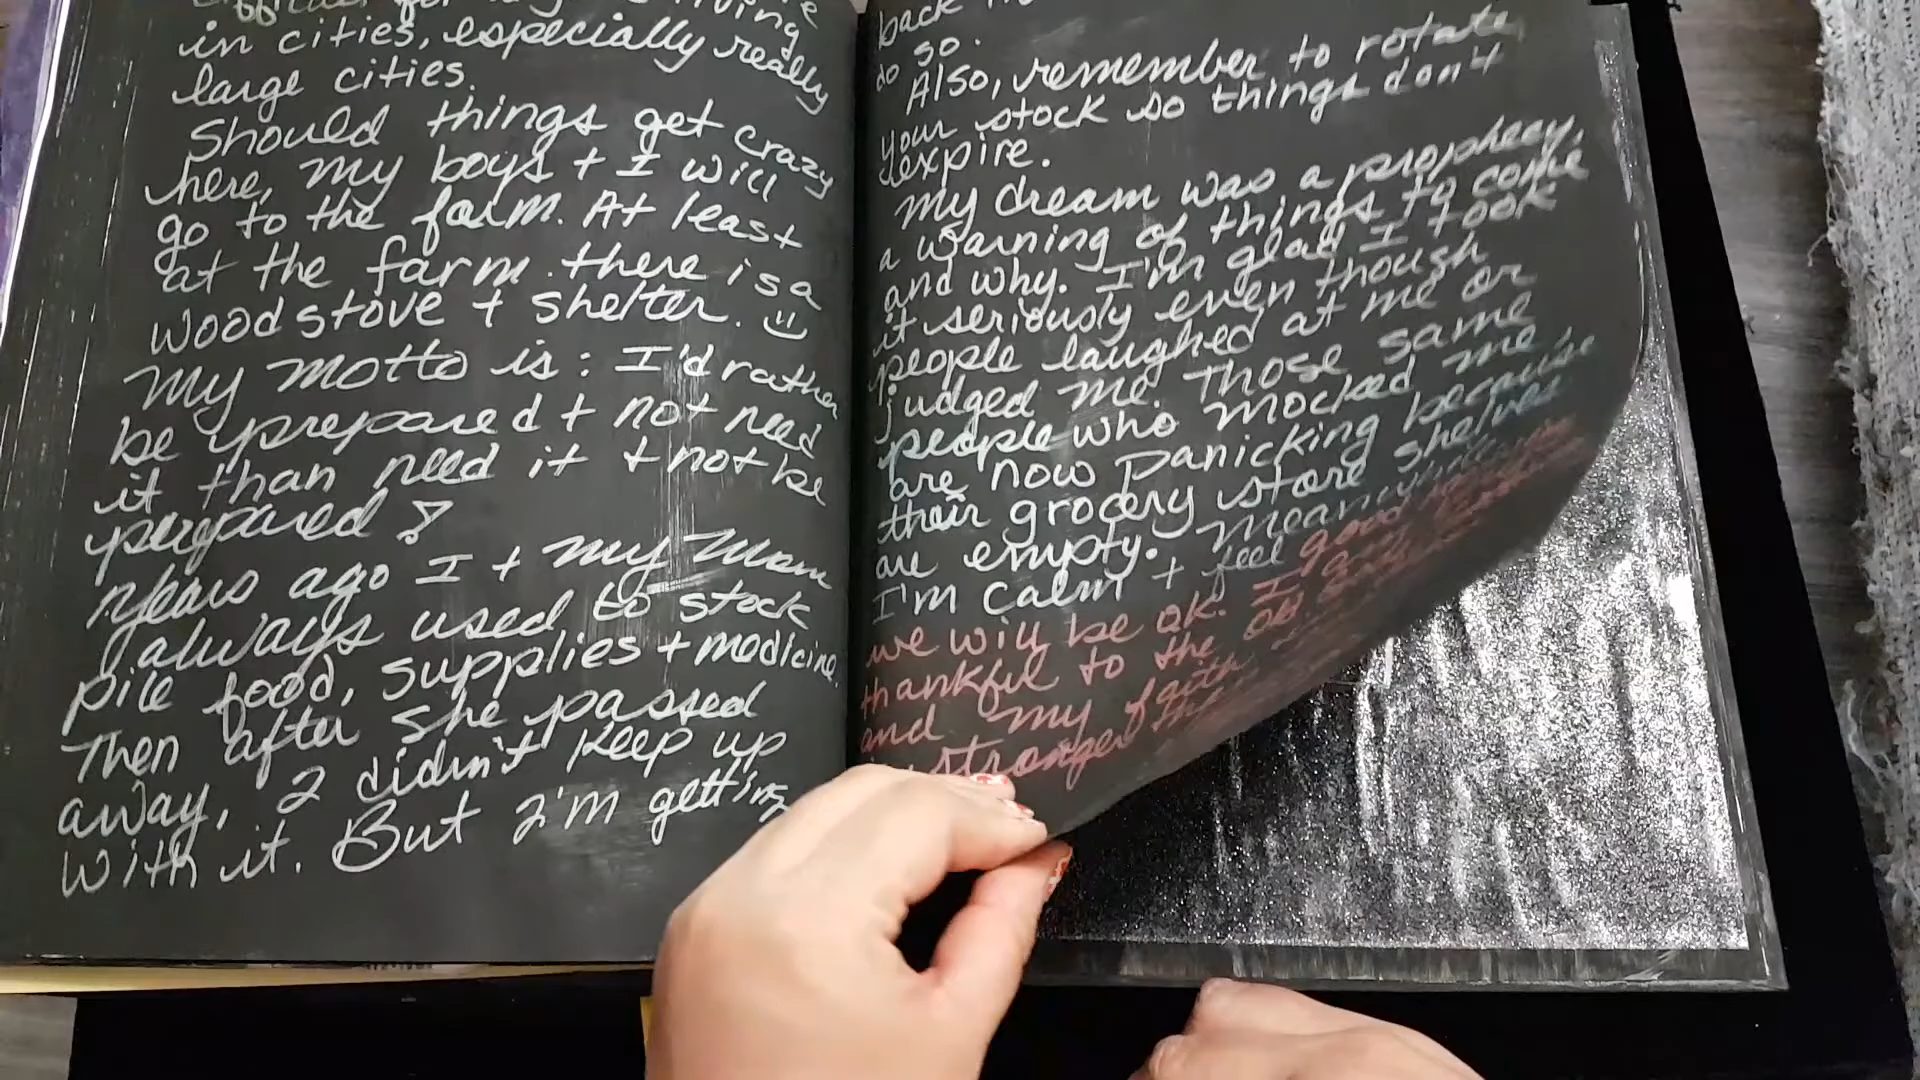 for living
in cities, especially really
large cities.
Should things get crazy
here, my boys + I will
go to the farm. At least
at the farm there is a
wood stove + shelter.
My motto is: I'd rather
be prepared + not need
it than need it + not be
prepared!
Years ago I + my Mom
always used to stock
pile food, supplies + medicine.
Then after she passed
away, I didn't keep up
with it. But I'm getting
back
do so.
Also, remember to rotate
your stock so things don't
expire.
My dream was a prophecy,
a warning of things to come
and why. I'm glad I took
it seriously even though
people laughed at me or
judged me. Those same
people who mocked me
are now panicking because
their grocery store shelves
are empty. Meanwhile
I'm calm + feel good
we will be ok. I
thankful to the
and my faith
stronger